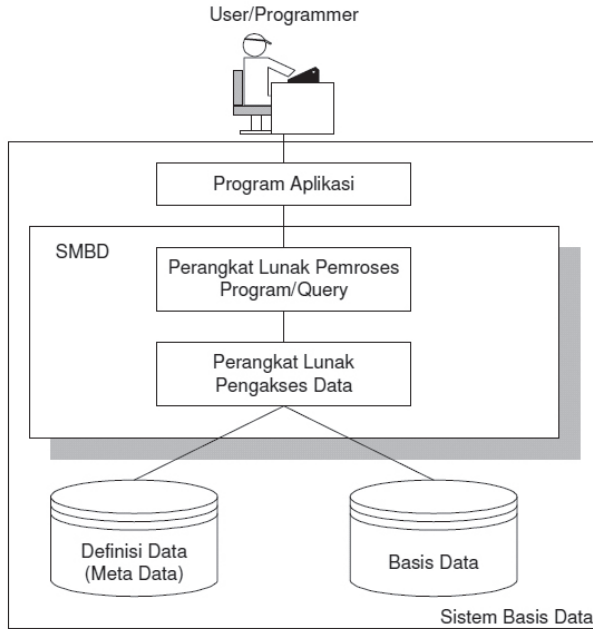 User/Programmer
Program Aplikasi
SMBD
Perangkat Lunak Pemroses
Program/Query
Perangkat Lunak
Pengakses Data
Definisi Data
(Meta Data)
Basis Data
Sistem Basis Data